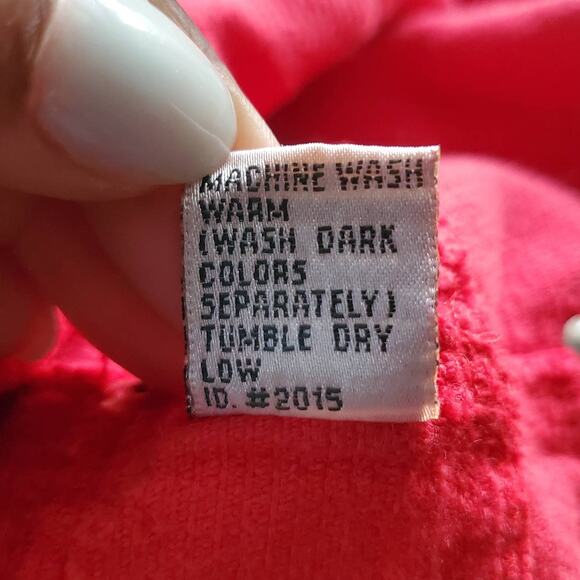 MACHINE WASH
WARM
(WASH DARK
COLORS
SEPARATELY)
TUMBLE DRY
LOW
ID. #2015